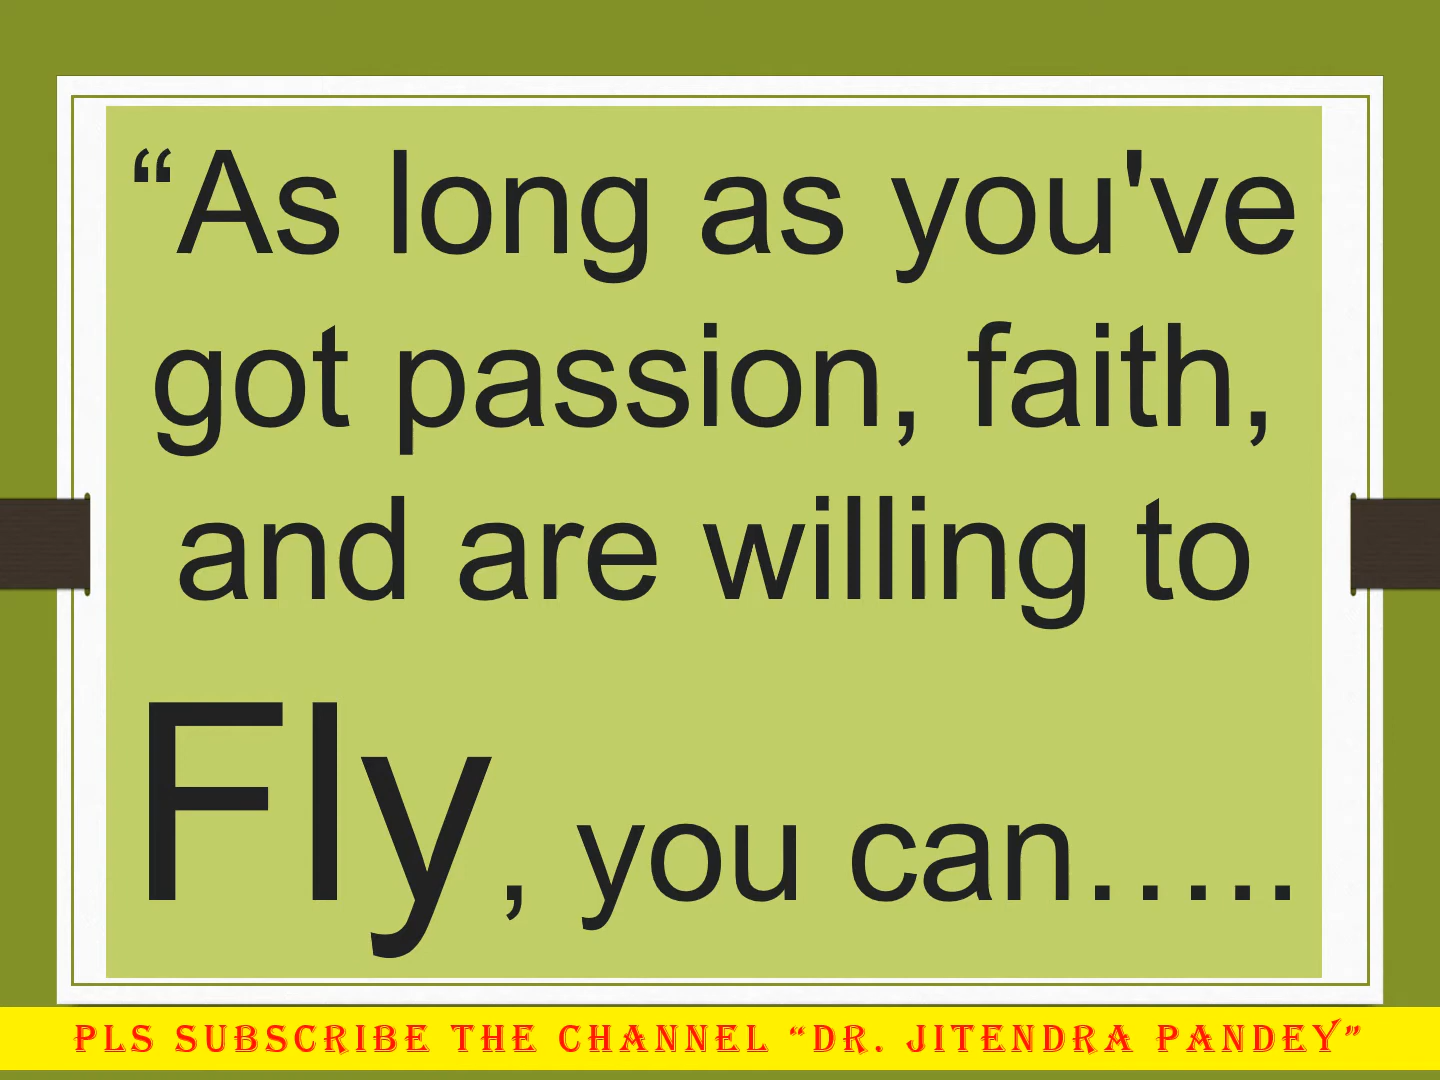 “As long as you've
got passion, faith,
and are willing to
Fly, you can…..
PLS SUBSCRIBE THE CHANNEL “DR. JITENDRA PANDEY”